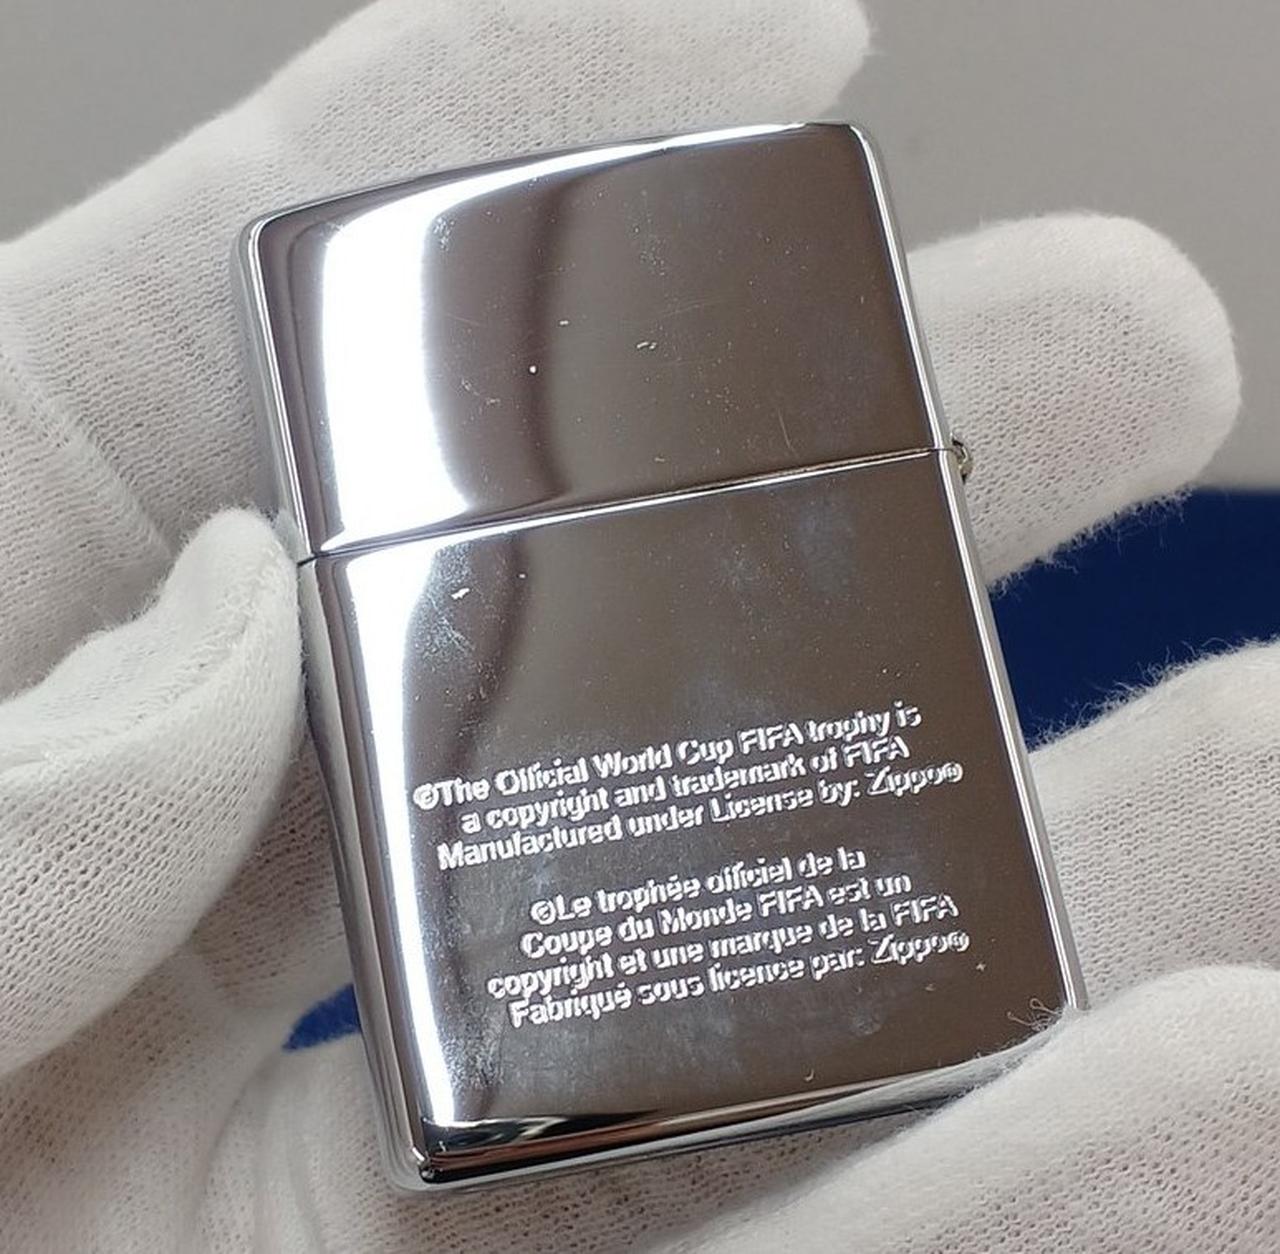 ©The Official World Cup FIFA trophy is
a copyright and trademark of FIFA
Manufactured under License by: Zippo®
©Le trophée officiel de la
Coupe du Monde FIFA est un
copyright et une marque de la FIFA
Fabriqué sous licence par: Zippo®